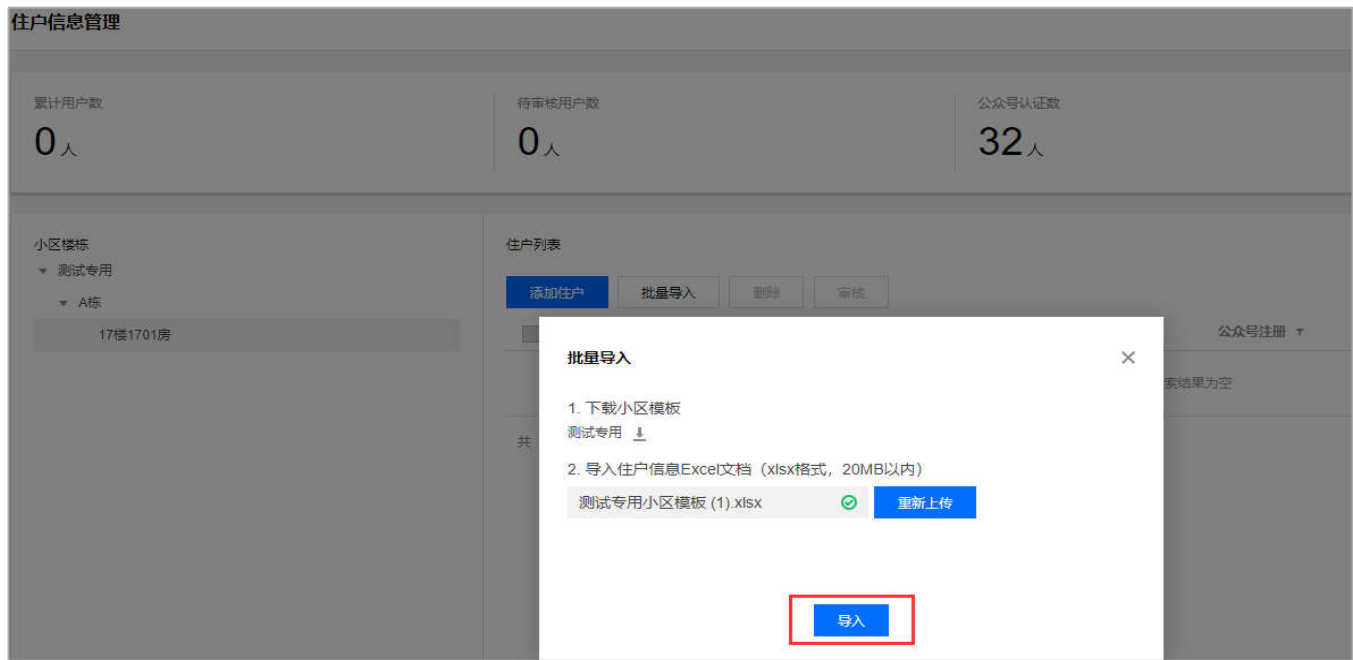 住户信息管理
累计用户数
待审核用户数
公众号认证数
0人
0人
32人
小区楼栋
测试专用
A栋
17楼1701房
住户列表
添加住户
批量导入
删除
审核
公众号注册
索结果为空
共
批量导入
1. 下载小区模板
测试专用
2. 导入住户信息Excel文档（xlsx格式，20MB以内）
测试专用小区模板 (1).xlsx
重新上传
导入